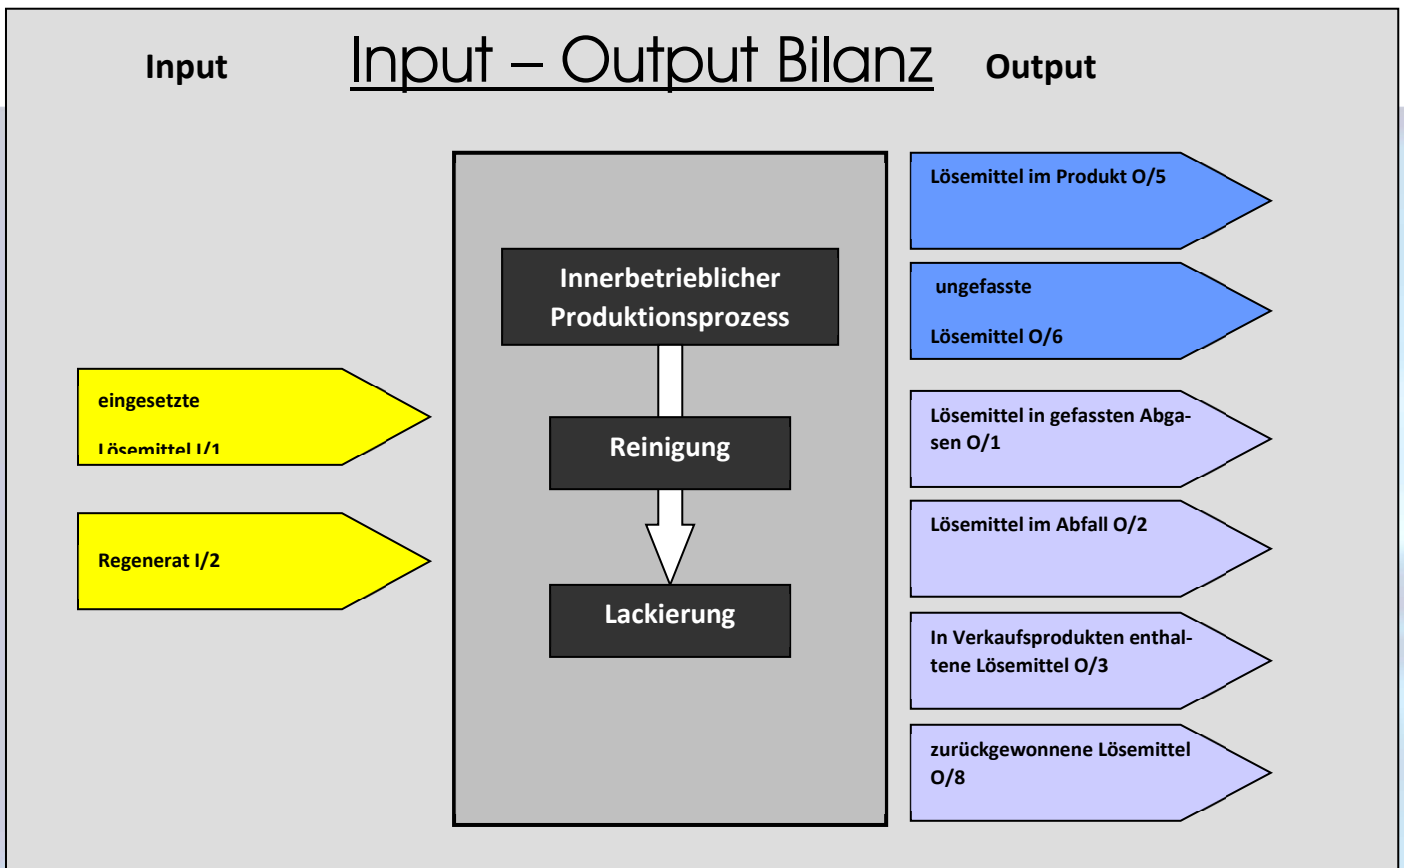 Input
Input – Output Bilanz
Output
eingesetzte
Lösemittel I/1
Regenerat I/2
Innerbetrieblicher
Produktionsprozess
Reinigung
Lackierung
Lösemittel im Produkt O/5
ungefasste
Lösemittel O/6
Lösemittel in gefassten Abga-
sen O/1
Lösemittel im Abfall O/2
In Verkaufsprodukten enthal-
tene Lösemittel O/3
zurückgewonnene Lösemittel
O/8